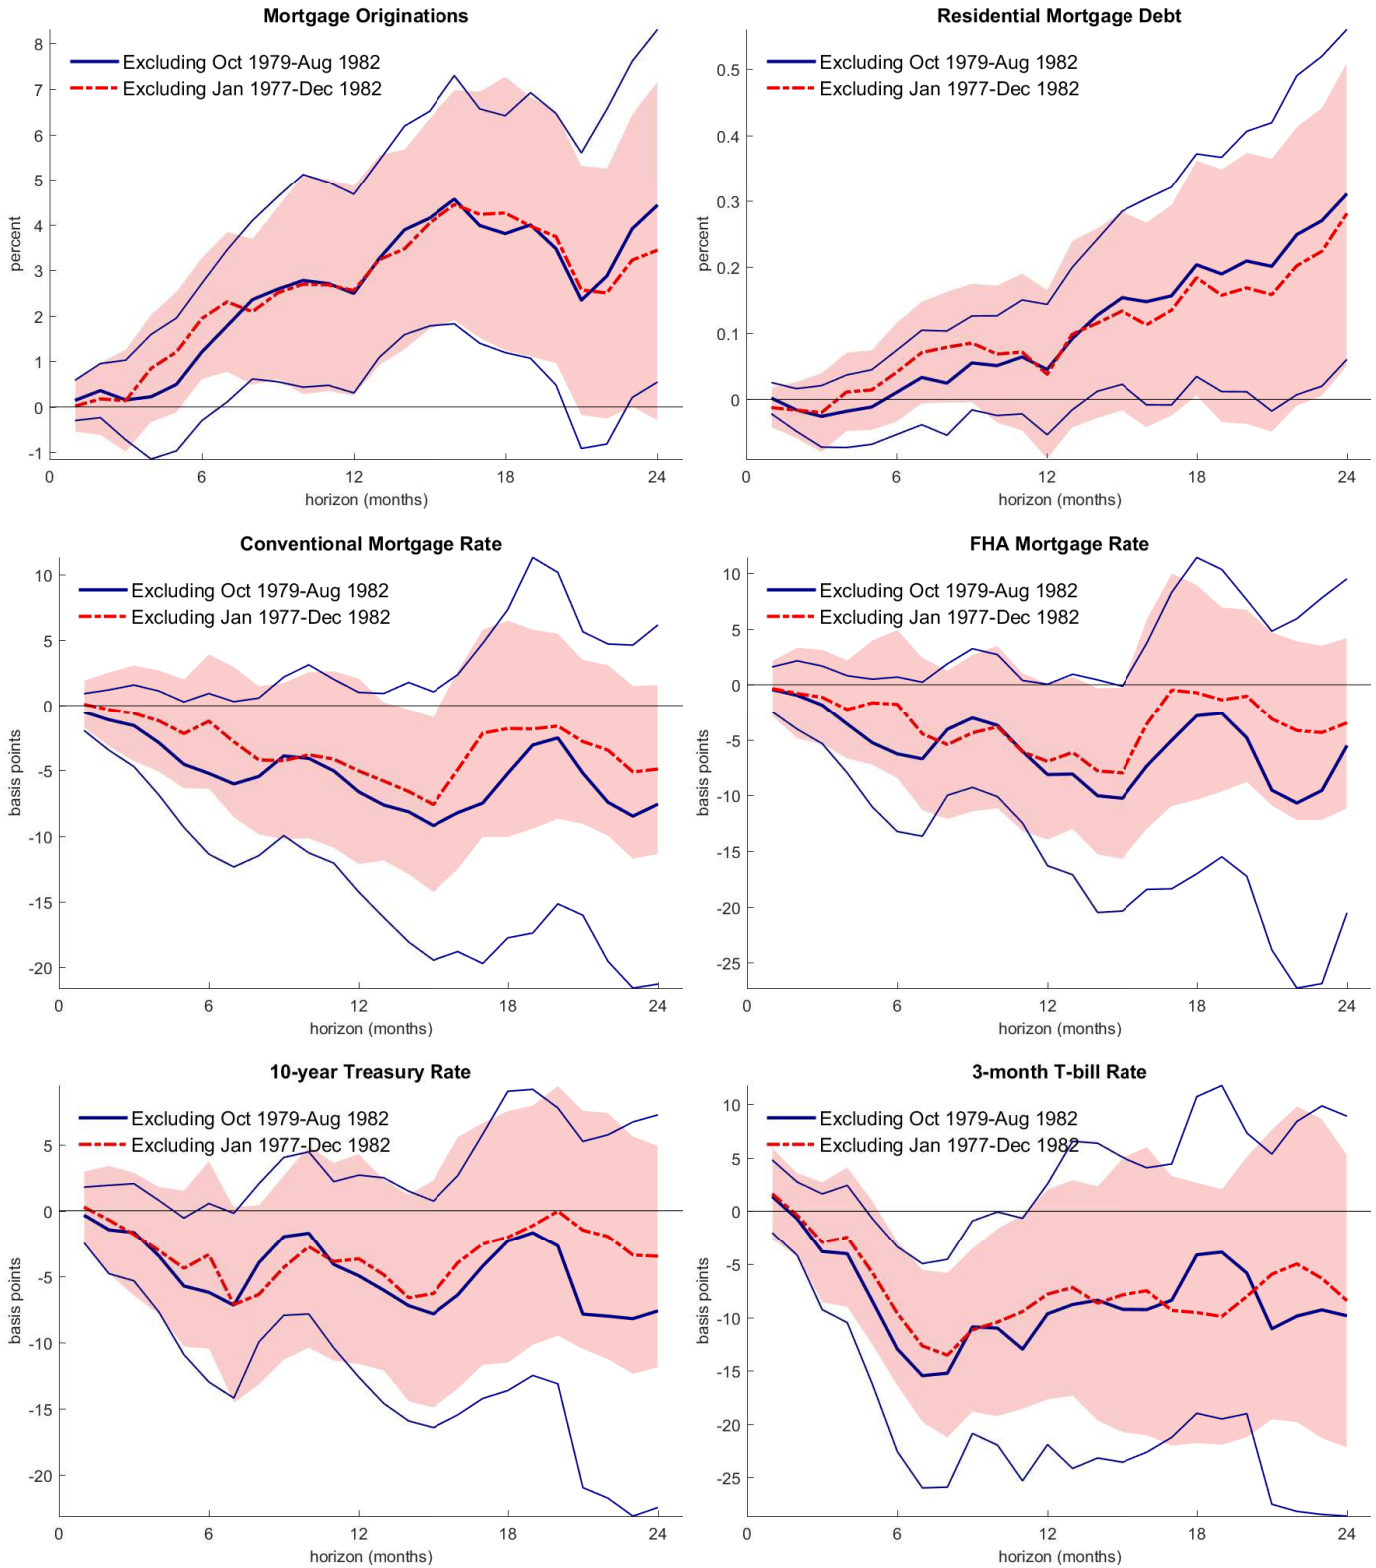 Mortgage Originations
Excluding Oct 1979-Aug 1982
Excluding Jan 1977-Dec 1982
8
7
6
5
4
3
2
1
0
-1
percent
0 6 12 18 24
horizon (months)
Residential Mortgage Debt
Excluding Oct 1979-Aug 1982
Excluding Jan 1977-Dec 1982
0.5
0.4
0.3
0.2
0.1
0
percent
0 6 12 18 24
horizon (months)
Conventional Mortgage Rate
Excluding Oct 1979-Aug 1982
Excluding Jan 1977-Dec 1982
10
5
0
-5
-10
-15
-20
basis points
0 6 12 18 24
horizon (months)
FHA Mortgage Rate
Excluding Oct 1979-Aug 1982
Excluding Jan 1977-Dec 1982
10
5
0
-5
-10
-15
-20
-25
basis points
0 6 12 18 24
horizon (months)
10-year Treasury Rate
Excluding Oct 1979-Aug 1982
Excluding Jan 1977-Dec 1982
5
0
-5
-10
-15
-20
basis points
0 6 12 18 24
horizon (months)
3-month T-bill Rate
Excluding Oct 1979-Aug 1982
Excluding Jan 1977-Dec 1982
10
5
0
-5
-10
-15
-20
-25
basis points
0 6 12 18 24
horizon (months)